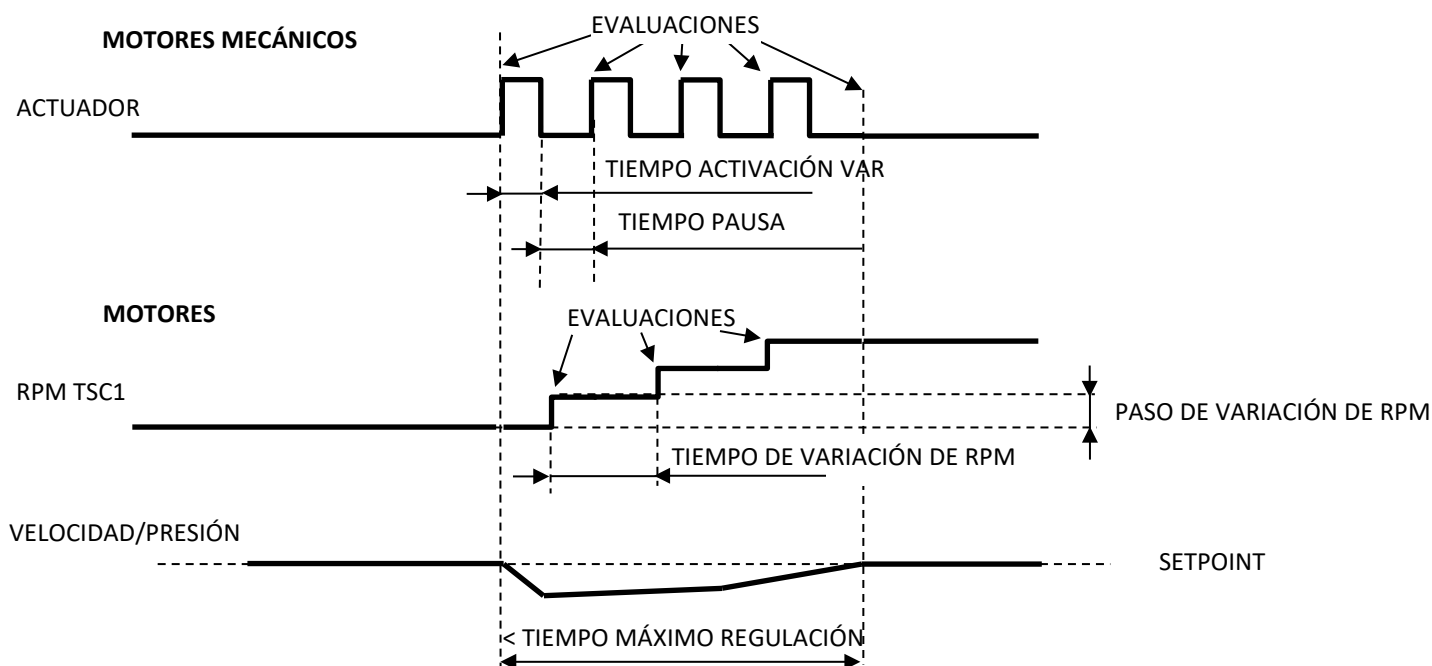 EVALUACIONES
MOTORES MECÁNICOS
ACTUADOR
TIEMPO ACTIVACIÓN VAR
TIEMPO PAUSA
MOTORES
EVALUACIONES
RPM TSC1
PASO DE VARIACIÓN DE RPM
TIEMPO DE VARIACIÓN DE RPM
VELOCIDAD/PRESIÓN
SETPOINT
< TIEMPO MÁXIMO REGULACIÓN